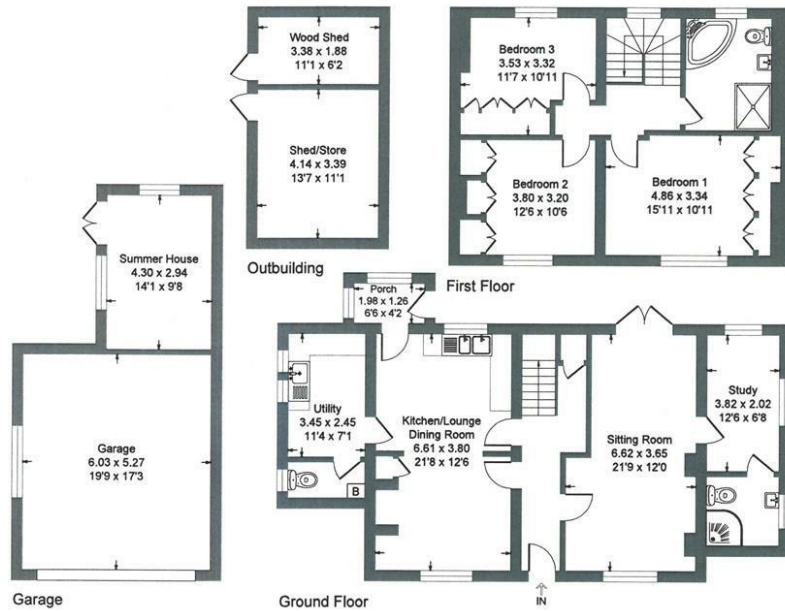 Wood Shed
3.38 x 1.88
11'1 x 6'2
Shed/Store
4.14 x 3.39
13'7 x 11'1
Outbuilding
Bedroom 3
3.53 x 3.32
11'7 x 10'11
Bedroom 2
3.80 x 3.20
12'6 x 10'6
Bedroom 1
4.86 x 3.34
15'11 x 10'11
First Floor
Summer House
4.30 x 2.94
14'1 x 9'8
Garage
6.03 x 5.27
19'9 x 17'3
Garage
Porch
1.98 x 1.26
6'6 x 4'2
Utility
3.45 x 2.45
11'4 x 7'1
B
Kitchen/Lounge
Dining Room
6.61 x 3.80
21'8 x 12'6
Sitting Room
6.62 x 3.65
21'9 x 12'0
Study
3.82 x 2.02
12'6 x 6'8
IN
Ground Floor